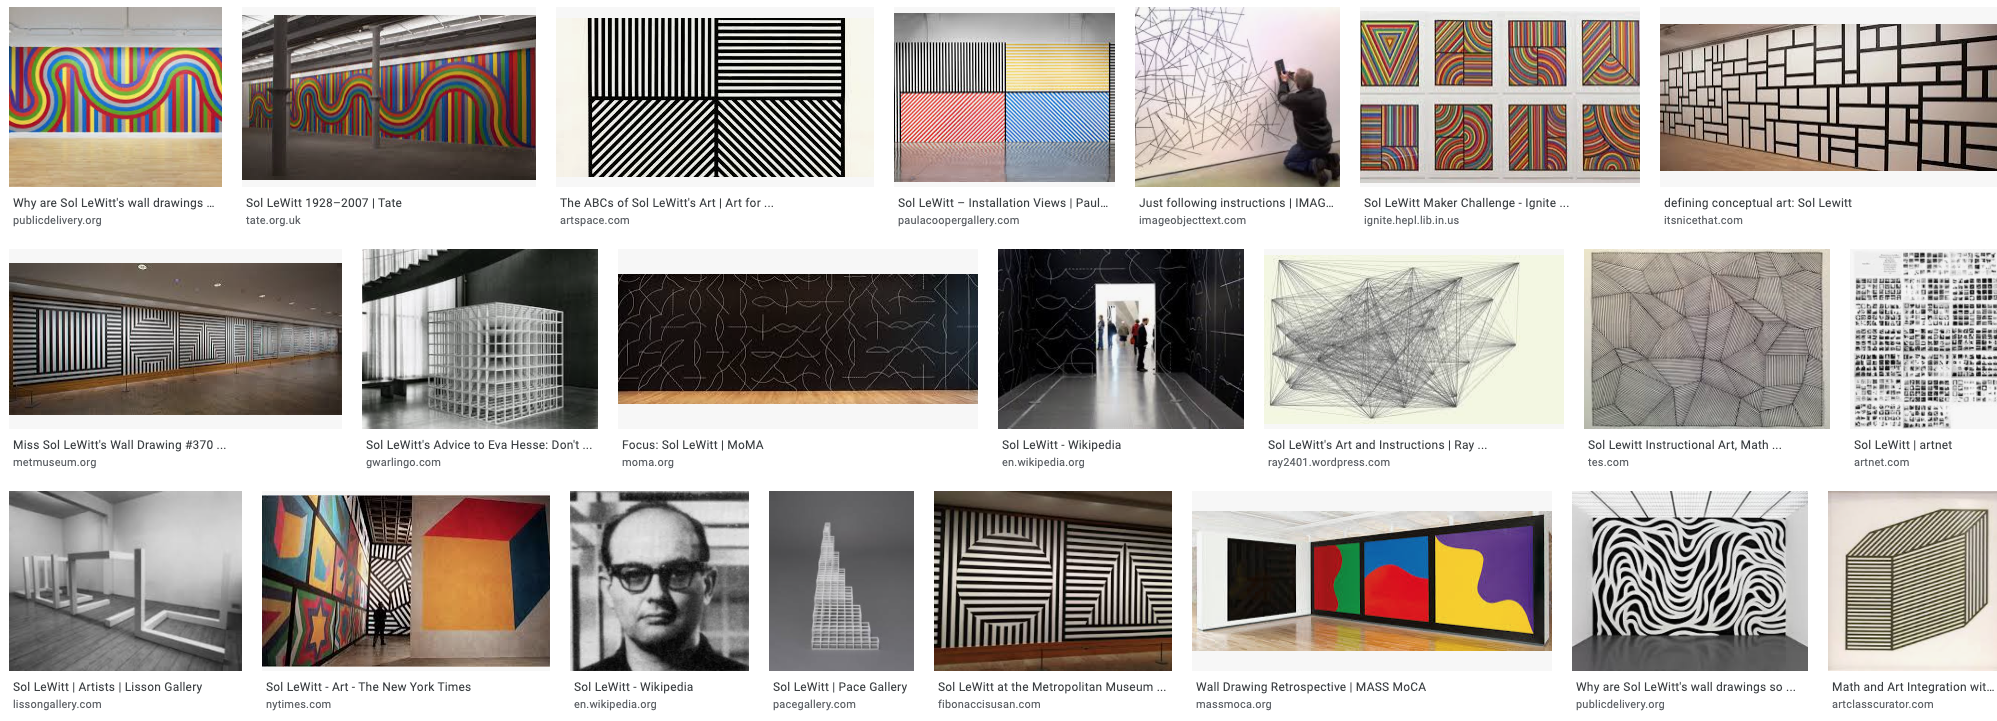 Why are Sol LeWitt's wall drawings ...
publicdelivery.org
Sol LeWitt 1928–2007 | Tate
tate.org.uk
The ABCs of Sol LeWitt's Art | Art for ...
artspace.com
Sol LeWitt – Installation Views | Paul...
paulacoopergallery.com
Just following instructions | IMAG...
imageobjecttext.com
Sol LeWitt Maker Challenge - Ignite ...
ignite.hepl.lib.in.us
defining conceptual art: Sol Lewitt
itsnicethat.com
Miss Sol LeWitt's Wall Drawing #370 ...
metmuseum.org
Sol LeWitt's Advice to Eva Hesse: Don't ...
gwarlingo.com
Focus: Sol LeWitt | MoMA
moma.org
Sol LeWitt - Wikipedia
en.wikipedia.org
Sol LeWitt's Art and Instructions | Ray ...
ray2401.wordpress.com
Sol Lewitt Instructional Art, Math ...
tes.com
Sol LeWitt | artnet
artnet.com
Sol LeWitt | Artists | Lisson Gallery
lissongallery.com
Sol LeWitt - Art - The New York Times
nytimes.com
Sol LeWitt - Wikipedia
en.wikipedia.org
Sol LeWitt | Pace Gallery
pacegallery.com
Sol LeWitt at the Metropolitan Museum ...
fibonaccisusan.com
Wall Drawing Retrospective | MASS MoCA
massmoca.org
Why are Sol LeWitt's wall drawings so ...
publicdelivery.org
Math and Art Integration wit...
artclasscurator.com